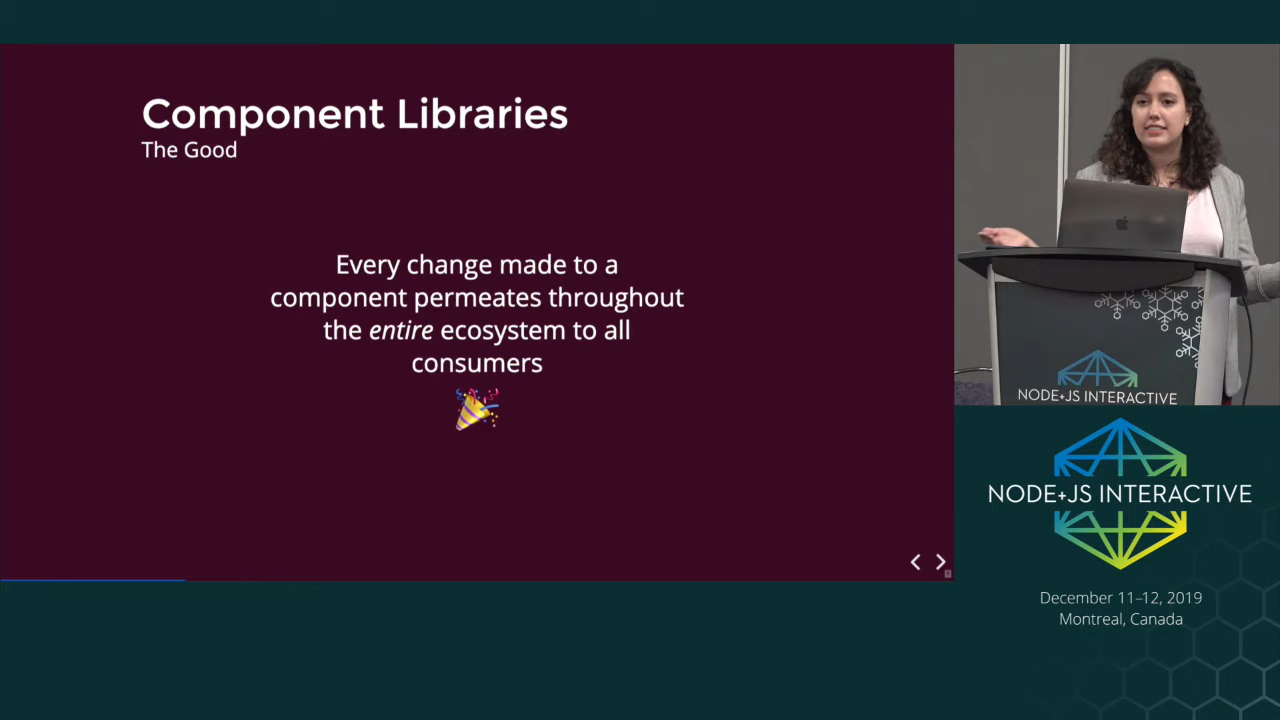 Component Libraries
The Good
Every change made to a
component permeates throughout
the entire ecosystem to all
consumers
NODE+JS INTERACTIVE
NODE+JS INTERACTIVE
December 11–12, 2019
Montreal, Canada